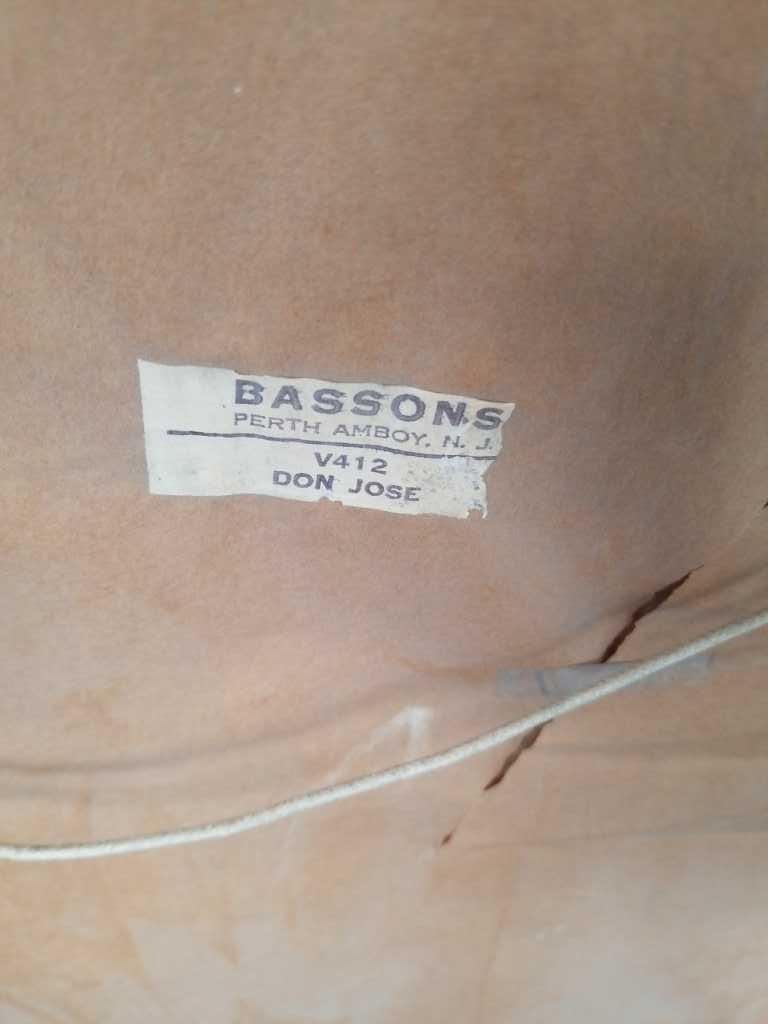 BASSONS
PERTH AMBOY, N. J.
V412
DON JOSE